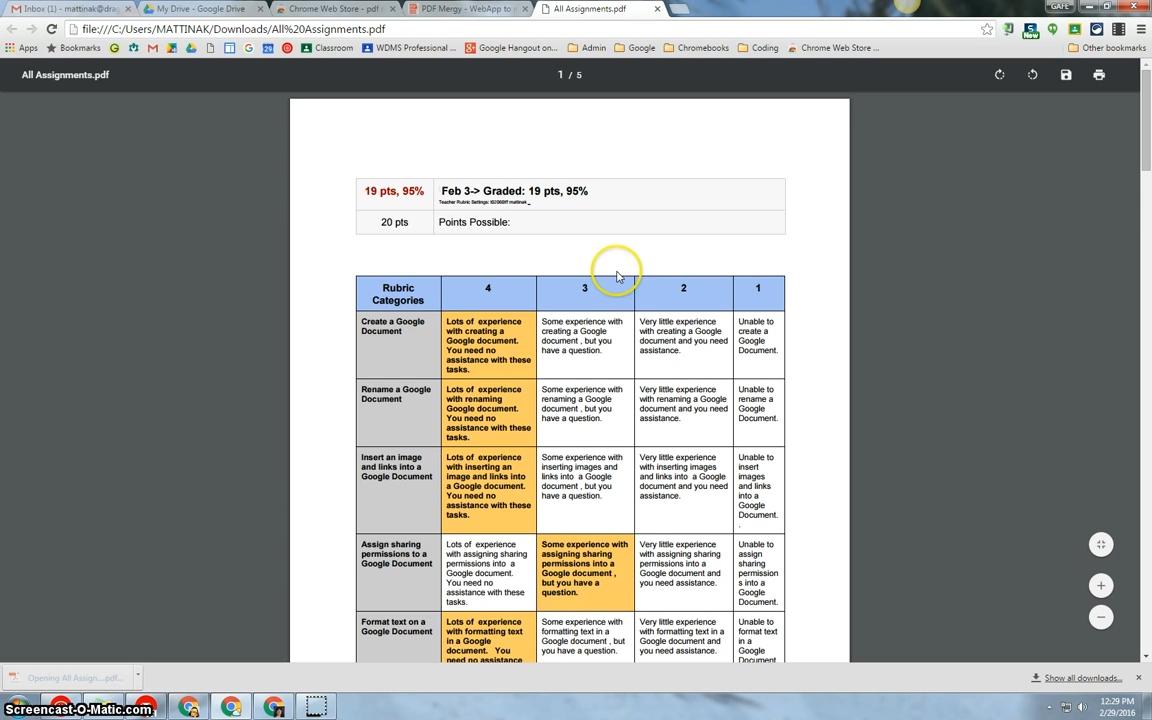 Inbox (1) - mattinak@drag
My Drive - Google Drive
Chrome Web Store - pdf
PDF Mergy - WebApp to
All Assignments.pdf
GAFE
file:///C:/Users/MATTINAK/Downloads/All%20Assignments.pdf
Apps
Bookmarks
Classroom
WDMS Professional ...
Google Hangout on...
Admin
Google
Chromebooks
Coding
Chrome Web Store ...
Other bookmarks
All Assignments.pdf
1 / 5
19 pts, 95%
Feb 3-> Graded: 19 pts, 95%
20 pts
Points Possible:
Rubric
Categories
4
3
2
1
Create a Google
Document
Lots of experience
with creating a
Google document.
You need no
assistance with these
tasks.
Some experience with
creating a Google
document , but you
have a question.
Very little experience
with creating a Google
document and you need
assistance.
Unable to
create a
Google
Document.
Rename a Google
Document
Lots of experience
with renaming
Google document.
You need no
assistance with these
tasks.
Some experience with
renaming a Google
document , but you
have a question.
Very little experience
with renaming a Google
document and you need
assistance.
Unable to
rename a
Google
Document.
Insert an image
and links into a
Google Document
Lots of experience
with inserting an
image and links into
a Google document.
You need no
assistance with these
tasks.
Some experience with
inserting images and
links into a Google
document , but you
have a question.
Very little experience
with inserting images
and links into a Google
document and you need
assistance.
Unable to
insert
images
and links
into a
Google
Document.
.
Assign sharing
permissions to a
Google Document
Lots of experience
with assigning sharing
permissions into a
Google document.
You need no
assistance with these
tasks.
Some experience with
assigning sharing
permissions into a
Google document ,
but you have a
question.
Very little experience
with assigning sharing
permissions into a
Google document and
you need assistance.
Unable to
assign
sharing
permission
s into a
Google
Document.
Format text on a
Google Document
Lots of experience
with formatting text
in a Google
document. You
need no assistance
Some experience with
formatting text in a
Google document , but
you have a question.
Very little experience
with formatting text in a
Google document and
you need assistance.
Unable to
format text
in a
Google
Document
Opening All Assign....pdf
Show all downloads...
Screencast-O-Matic.com
12:29 PM
2/29/2016